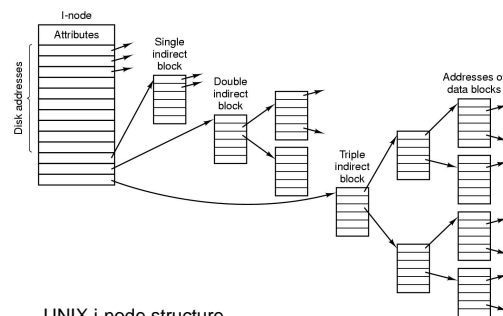 I-node
Attributes
Disk addresses
Single
indirect
block
Double
indirect
block
Triple
indirect
block
Addresses of
data blocks
UNIX i-node structure